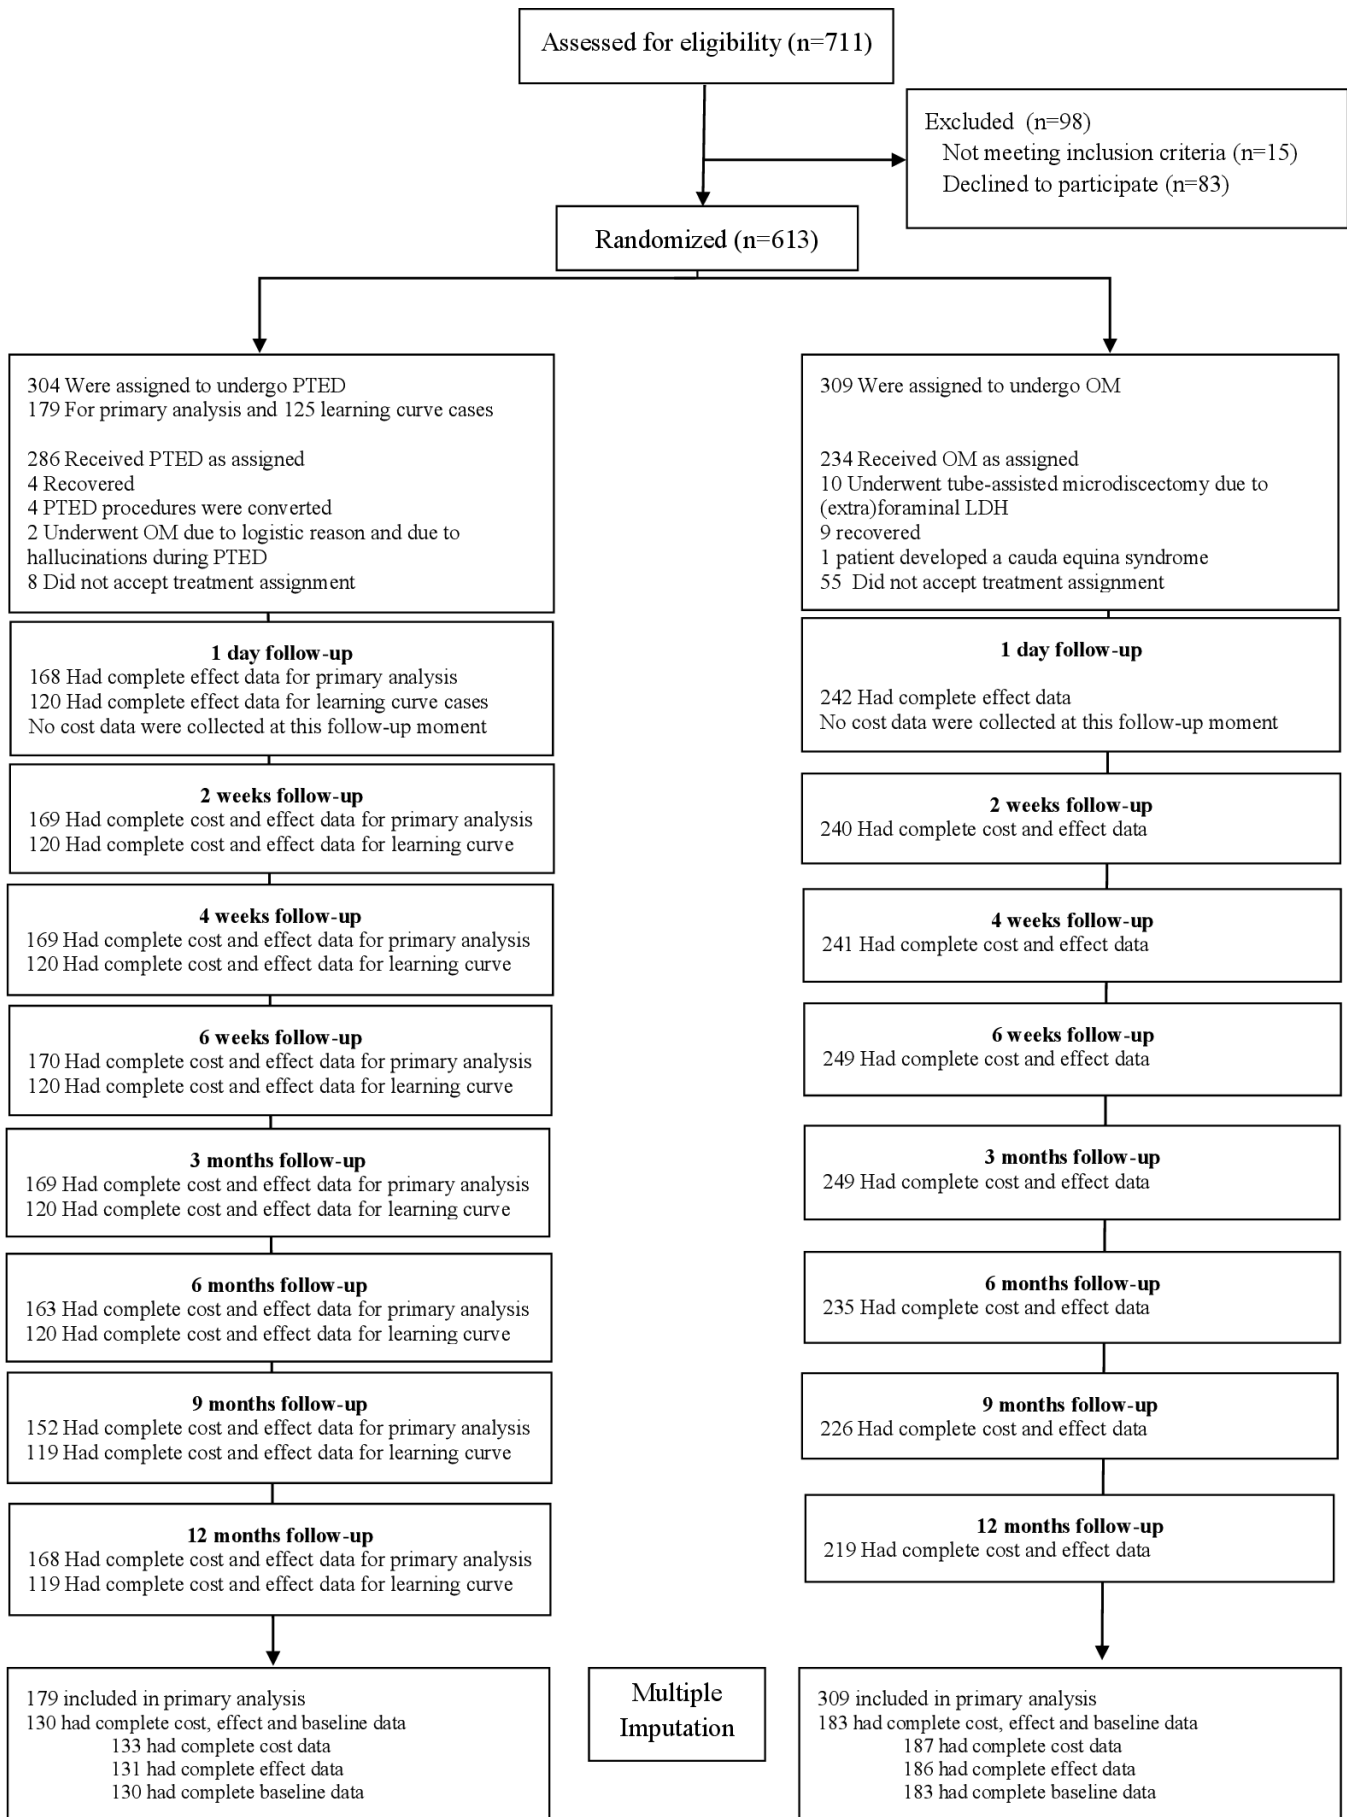 Assessed for eligibility (n=711)
Excluded (n=98)
Not meeting inclusion criteria (n=15)
Declined to participate (n=83)
Randomized (n=613)
304 Were assigned to undergo PTED
179 For primary analysis and 125 learning curve cases
286 Received PTED as assigned
4 Recovered
4 PTED procedures were converted
2 Underwent OM due to logistic reason and due to
hallucinations during PTED
8 Did not accept treatment assignment
309 Were assigned to undergo OM
234 Received OM as assigned
10 Underwent tube-assisted microdiscectomy due to
(extra)foraminal LDH
9 recovered
1 patient developed a cauda equina syndrome
55 Did not accept treatment assignment
1 day follow-up
168 Had complete effect data for primary analysis
120 Had complete effect data for learning curve cases
No cost data were collected at this follow-up moment
1 day follow-up
242 Had complete effect data
No cost data were collected at this follow-up moment
2 weeks follow-up
169 Had complete cost and effect data for primary analysis
120 Had complete cost and effect data for learning curve
2 weeks follow-up
240 Had complete cost and effect data
4 weeks follow-up
169 Had complete cost and effect data for primary analysis
120 Had complete cost and effect data for learning curve
4 weeks follow-up
241 Had complete cost and effect data
6 weeks follow-up
170 Had complete cost and effect data for primary analysis
120 Had complete cost and effect data for learning curve
6 weeks follow-up
249 Had complete cost and effect data
3 months follow-up
169 Had complete cost and effect data for primary analysis
120 Had complete cost and effect data for learning curve
3 months follow-up
249 Had complete cost and effect data
6 months follow-up
163 Had complete cost and effect data for primary analysis
120 Had complete cost and effect data for learning curve
6 months follow-up
235 Had complete cost and effect data
9 months follow-up
152 Had complete cost and effect data for primary analysis
119 Had complete cost and effect data for learning curve
9 months follow-up
226 Had complete cost and effect data
12 months follow-up
168 Had complete cost and effect data for primary analysis
119 Had complete cost and effect data for learning curve
12 months follow-up
219 Had complete cost and effect data
179 included in primary analysis
130 had complete cost, effect and baseline data
133 had complete cost data
131 had complete effect data
130 had complete baseline data
Multiple
Imputation
309 included in primary analysis
183 had complete cost, effect and baseline data
187 had complete cost data
186 had complete effect data
183 had complete baseline data